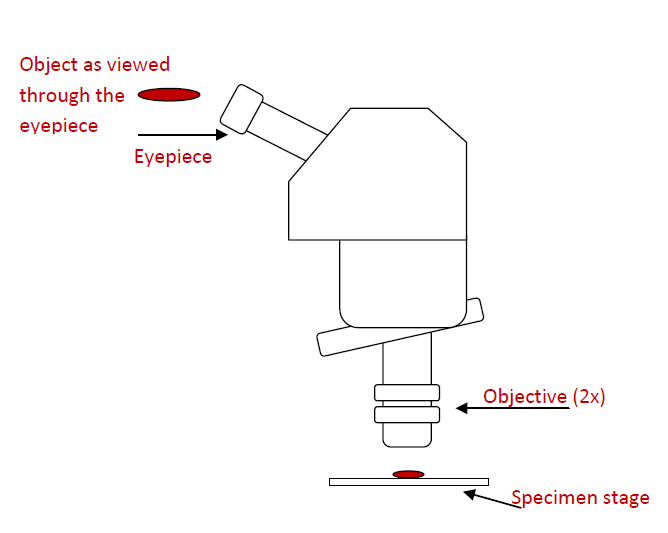 Object as viewed
through the
eyepiece
Eyepiece
Objective (2x)
Specimen stage